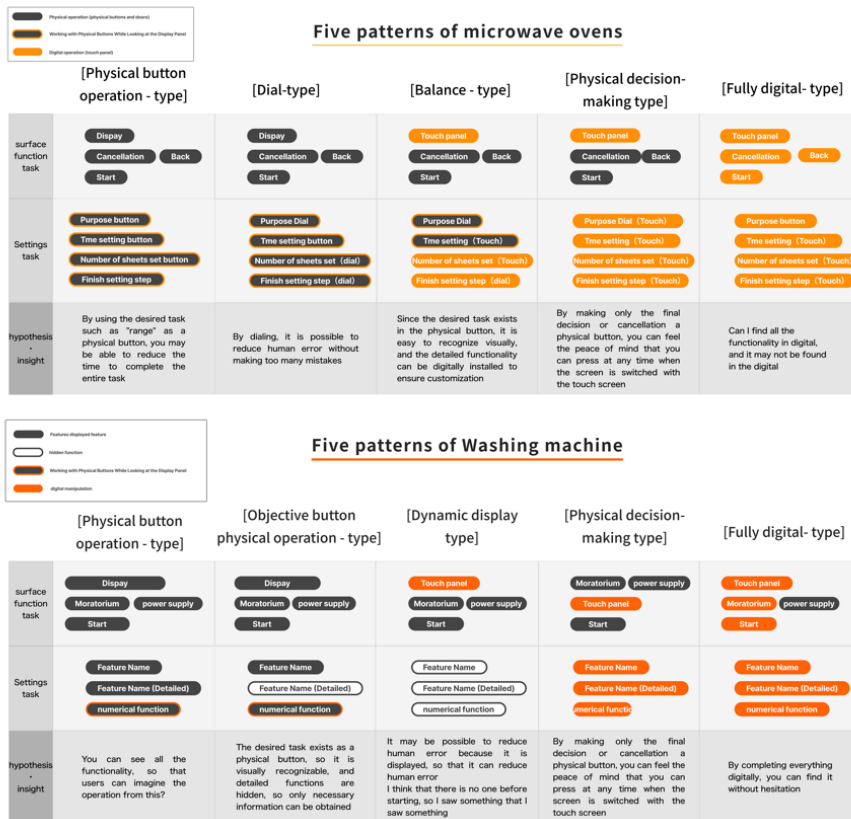 Physical operation (physical buttons and doors)
Working with Physical Buttons While Looking at the Display Panel
Digital operation (touch panel)
Five patterns of microwave ovens
[Physical button
operation - type]
[Dial-type]
[Balance - type]
[Physical decision-
making type]
[Fully digital- type]
surface
function
task
Dispay
Cancellation
Back
Start
Dispay
Cancellation
Back
Start
Touch panel
Cancellation
Back
Start
Touch panel
Cancellation
Back
Start
Touch panel
Cancellation
Back
Start
Settings
task
Purpose button
Tme setting button
Number of sheets set button
Finish setting step
Purpose Dial
Tme setting button
Number of sheets set（dial）
Finish setting step（dial）
Purpose Dial
Tme setting（Touch）
Number of sheets set（Touch）
Finish setting step（dial）
Purpose Dial（Touch）
Tme setting（Touch）
Number of sheets set（Touch）
Finish setting step（Touch）
Purpose button
Tme setting（Touch）
Number of sheets set（Touch）
Finish setting step（Touch）
hypothesis
・
insight
By using the desired task
such as "range" as a
physical button, you may
be able to reduce the
time to complete the
entire task
By dialing, it is possible to
reduce human error without
making too many mistakes
Since the desired task exists
in the physical button, it is
easy to recognize visually,
and the detailed functionality
can be digitally installed to
ensure customization
By making only the final
decision or cancellation a
physical button, you can feel
the peace of mind that you
can press at any time when
the screen is switched with
the touch screen
Can I find all the
functionality in digital,
and it may not be found
in the digital
Features displayed feature
hidden function
Working with Physical Buttons While Looking at the Display Panel
digital manipulation
Five patterns of Washing machine
[Physical button
operation - type]
[Objective button
physical operation - type]
[Dynamic display
type]
[Physical decision-
making type]
[Fully digital- type]
surface
function
task
Dispay
Moratorium
power supply
Start
Dispay
Moratorium
power supply
Start
Touch panel
Moratorium
power supply
Start
Moratorium
power supply
Touch panel
Start
Touch panel
Moratorium
power supply
Start
Settings
task
Feature Name
Feature Name (Detailed)
numerical function
Feature Name
Feature Name (Detailed)
numerical function
Feature Name
Feature Name (Detailed)
numerical function
Feature Name
Feature Name (Detailed)
umerical functio
Feature Name
Feature Name (Detailed)
numerical function
hypothesis
・
insight
You can see all the
functionality, so that
users can imagine the
operation from this?
The desired task exists as a
physical button, so it is
visually recognizable, and
detailed functions are
hidden, so only necessary
information can be obtained
It may be possible to reduce
human error because it is
displayed, so that it can reduce
human error
I think that there is no one before
starting, so I saw something that I
saw something
By making only the final
decision or cancellation a
physical button, you can feel the
peace of mind that you can
press at any time when the
screen is switched with the
touch screen
By completing everything
digitally, you can find it
without hesitation